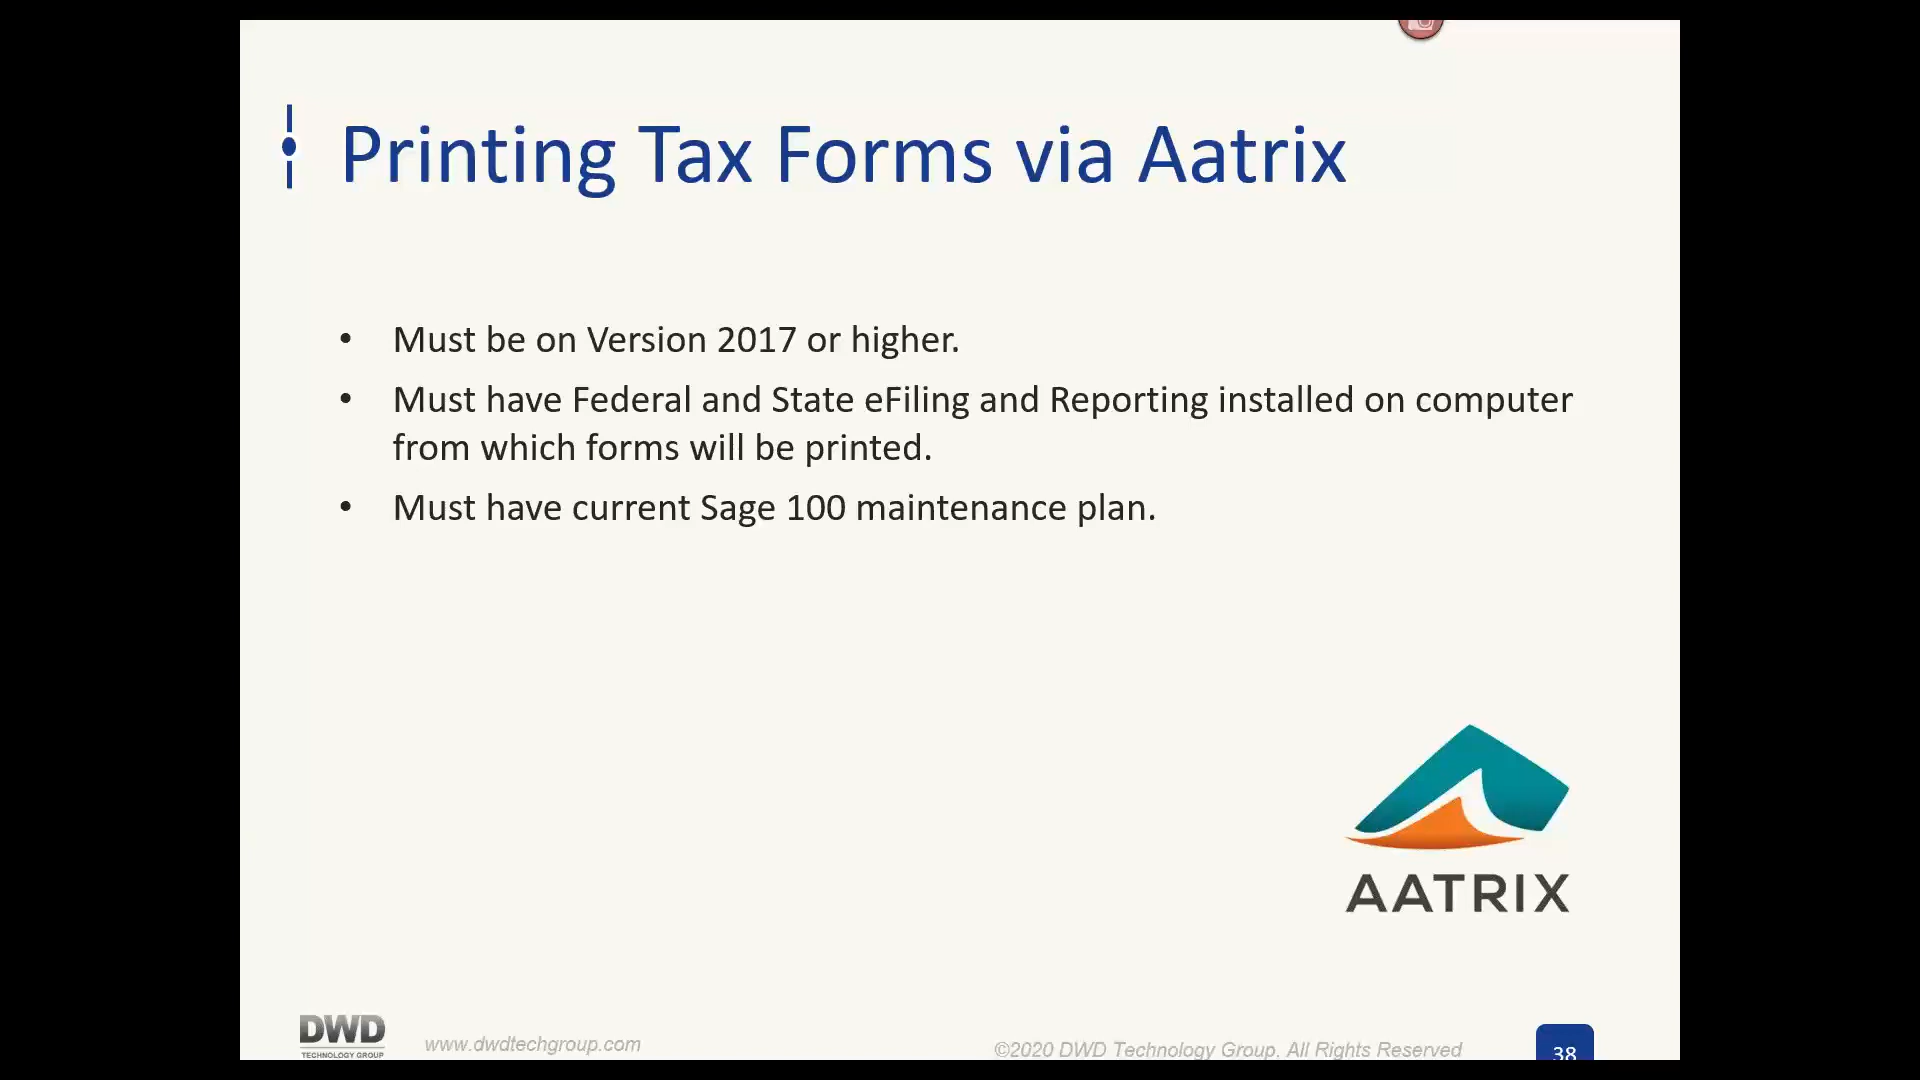 Printing Tax Forms via Aatrix
• Must be on Version 2017 or higher.
• Must have Federal and State eFiling and Reporting installed on computer
from which forms will be printed.
• Must have current Sage 100 maintenance plan.
AATRIX
DWD
TECHNOLOGY GROUP
www.dwdtechgroup.com
©2020 DWD Technology Group, All Rights Reserved
38